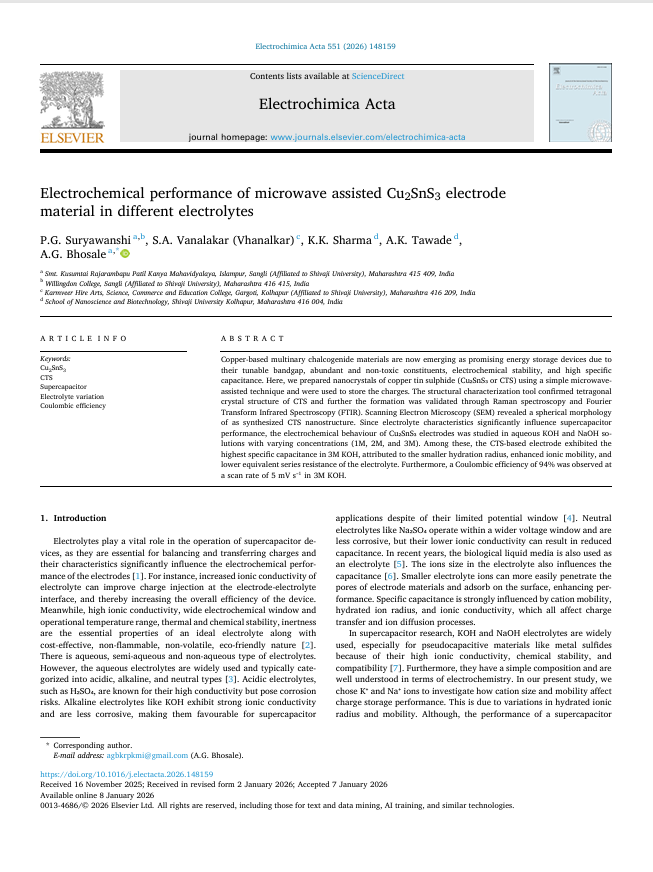 Electrochimica Acta 551 (2026) 148159
Contents lists available at ScienceDirect
Electrochimica Acta
journal homepage: www.journals.elsevier.com/electrochimica-acta
ELSEVIER
Electrochemical performance of microwave assisted Cu₂SnS₃ electrode
material in different electrolytes
P.G. Suryawanshi a,b, S.A. Vanalakar (Vhanalkar) c, K.K. Sharma d, A.K. Tawade d,
A.G. Bhosale a,*
a Smt. Kusumtai Rajarambapu Patil Kanya Mahavidyalaya, Islampur, Sangli (Affiliated to Shivaji University), Maharashtra 415 409, India
b Willingdon College, Sangli (Affiliated to Shivaji University), Maharashtra 416 415, India
c Karmveer Hire Arts, Science, Commerce and Education College, Gargoti, Kolhapur (Affiliated to Shivaji University), Maharashtra 416 209, India
d School of Nanoscience and Biotechnology, Shivaji University Kolhapur, Maharashtra 416 004, India
ARTICLE INFO
Keywords:
Cu₂SnS₃
CTS
Supercapacitor
Electrolyte variation
Coulombic efficiency
ABSTRACT
Copper-based multinary chalcogenide materials are now emerging as promising energy storage devices due to
their tunable bandgap, abundant and non-toxic constituents, electrochemical stability, and high specific
capacitance. Here, we prepared nanocrystals of copper tin sulphide (Cu₂SnS₃ or CTS) using a simple microwave-
assisted technique and were used to store the charges. The structural characterization tool confirmed tetragonal
crystal structure of CTS and further the formation was validated through Raman spectroscopy and Fourier
Transform Infrared Spectroscopy (FTIR). Scanning Electron Microscopy (SEM) revealed a spherical morphology
of as synthesized CTS nanostructure. Since electrolyte characteristics significantly influence supercapacitor
performance, the electrochemical behaviour of Cu₂SnS₃ electrodes was studied in aqueous KOH and NaOH so-
lutions with varying concentrations (1M, 2M, and 3M). Among these, the CTS-based electrode exhibited the
highest specific capacitance in 3M KOH, attributed to the smaller hydration radius, enhanced ionic mobility, and
lower equivalent series resistance of the electrolyte. Furthermore, a Coulombic efficiency of 94% was observed at
a scan rate of 5 mV s⁻¹ in 3M KOH.
1. Introduction
Electrolytes play a vital role in the operation of supercapacitor de-
vices, as they are essential for balancing and transferring charges and
their characteristics significantly influence the electrochemical perfor-
mance of the electrodes [1]. For instance, increased ionic conductivity of
electrolyte can improve charge injection at the electrode-electrolyte
interface, and thereby increasing the overall efficiency of the device.
Meanwhile, high ionic conductivity, wide electrochemical window and
operational temperature range, thermal and chemical stability, inertness
are the essential properties of an ideal electrolyte along with
cost-effective, non-flammable, non-volatile, eco-friendly nature [2].
There is aqueous, semi-aqueous and non-aqueous type of electrolytes.
However, the aqueous electrolytes are widely used and typically cate-
gorized into acidic, alkaline, and neutral types [3]. Acidic electrolytes,
such as H₂SO₄, are known for their high conductivity but pose corrosion
risks. Alkaline electrolytes like KOH exhibit strong ionic conductivity
and are less corrosive, making them favourable for supercapacitor
applications despite of their limited potential window [4]. Neutral
electrolytes like Na₂SO₄ operate within a wider voltage window and are
less corrosive, but their lower ionic conductivity can result in reduced
capacitance. In recent years, the biological liquid media is also used as
an electrolyte [5]. The ions size in the electrolyte also influences the
capacitance [6]. Smaller electrolyte ions can more easily penetrate the
pores of electrode materials and adsorb on the surface, enhancing per-
formance. Specific capacitance is strongly influenced by cation mobility,
hydrated ion radius, and ionic conductivity, which all affect charge
transfer and ion diffusion processes.
In supercapacitor research, KOH and NaOH electrolytes are widely
used, especially for pseudocapacitive materials like metal sulfides
because of their high ionic conductivity, chemical stability, and
compatibility [7]. Furthermore, they have a simple composition and are
well understood in terms of electrochemistry. In our present study, we
chose K⁺ and Na⁺ ions to investigate how cation size and mobility affect
charge storage performance. This is due to variations in hydrated ionic
radius and mobility. Although, the performance of a supercapacitor
* Corresponding author.
E-mail address: agbkrpkmi@gmail.com (A.G. Bhosale).
https://doi.org/10.1016/j.electacta.2026.148159
Received 16 November 2025; Received in revised form 2 January 2026; Accepted 7 January 2026
Available online 8 January 2026
0013-4686/© 2026 Elsevier Ltd. All rights are reserved, including those for text and data mining, AI training, and similar technologies.